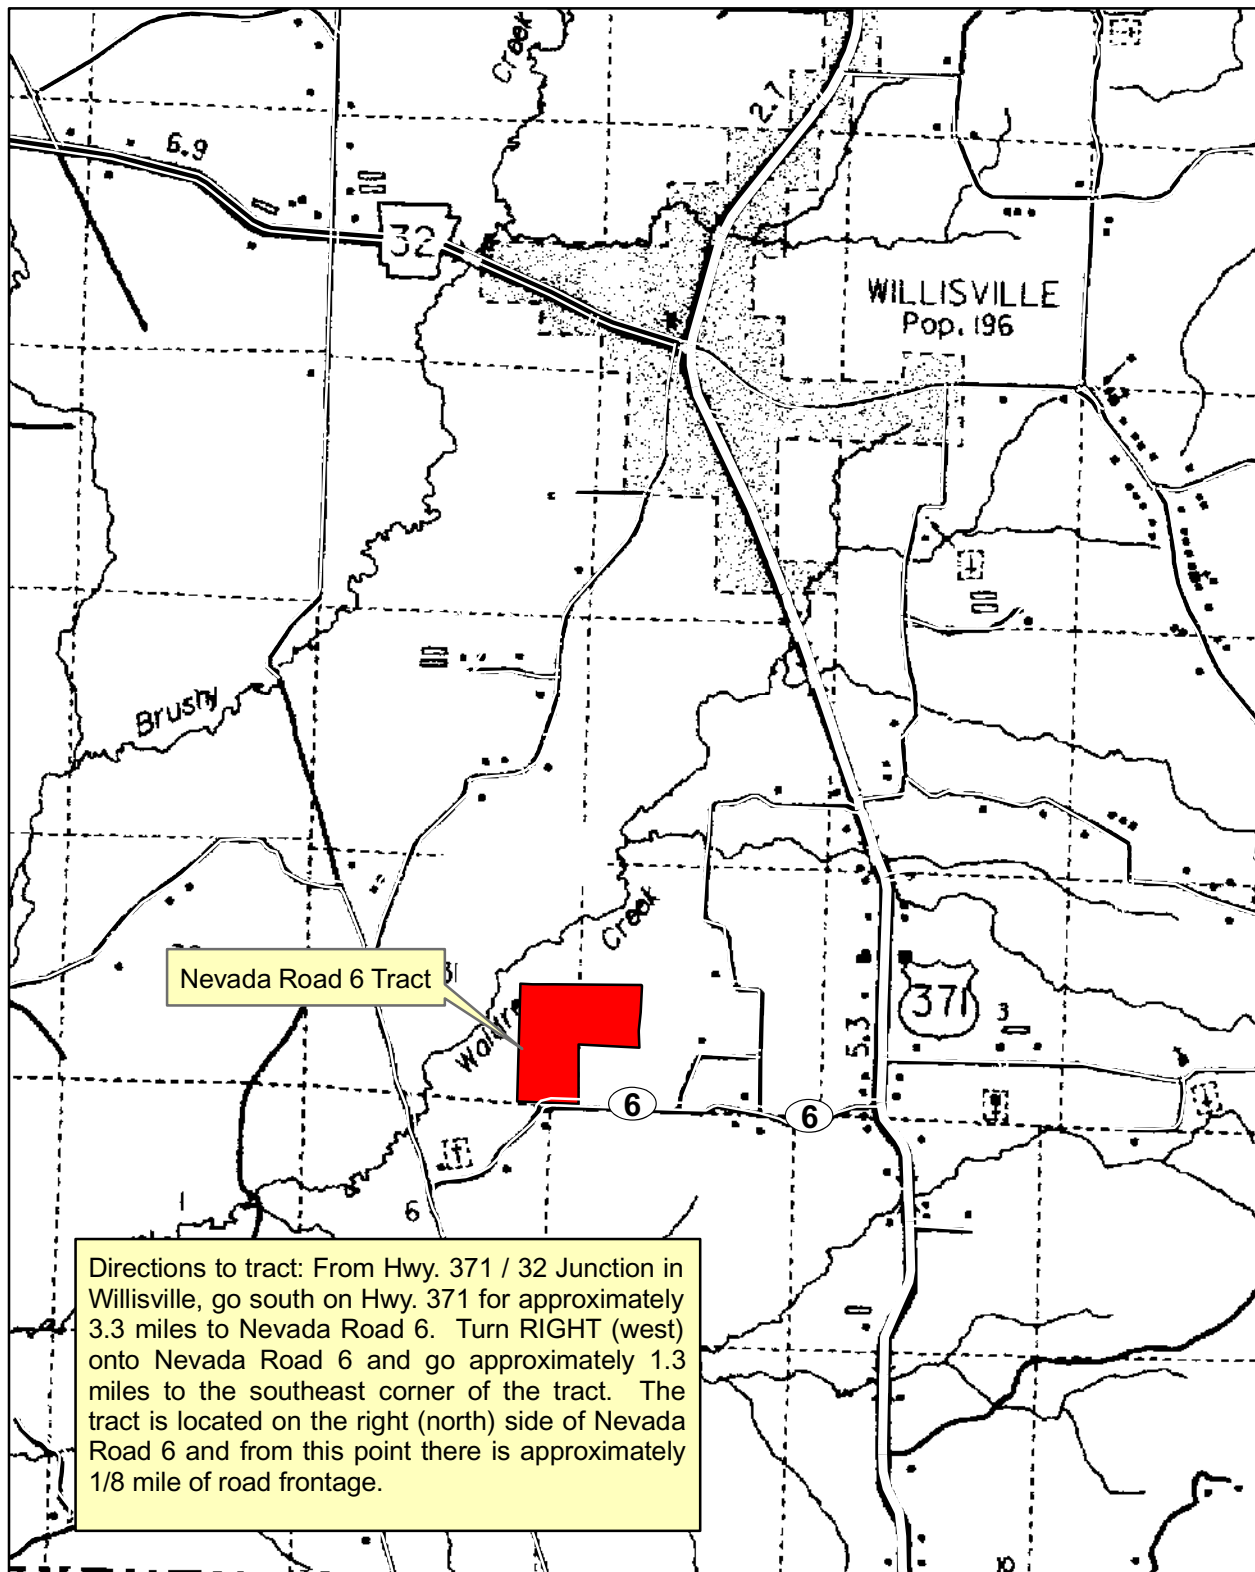 Creek
2.7
6.9
32
WILLISVILLE
Pop. 196
Brushy
Creek
Nevada Road 6 Tract
31
371
3
5.3
6
6
6
1
Directions to tract: From Hwy. 371 / 32 Junction in
Willisville, go south on Hwy. 371 for approximately
3.3 miles to Nevada Road 6. Turn RIGHT (west)
onto Nevada Road 6 and go approximately 1.3
miles to the southeast corner of the tract. The
tract is located on the right (north) side of Nevada
Road 6 and from this point there is approximately
1/8 mile of road frontage.
10